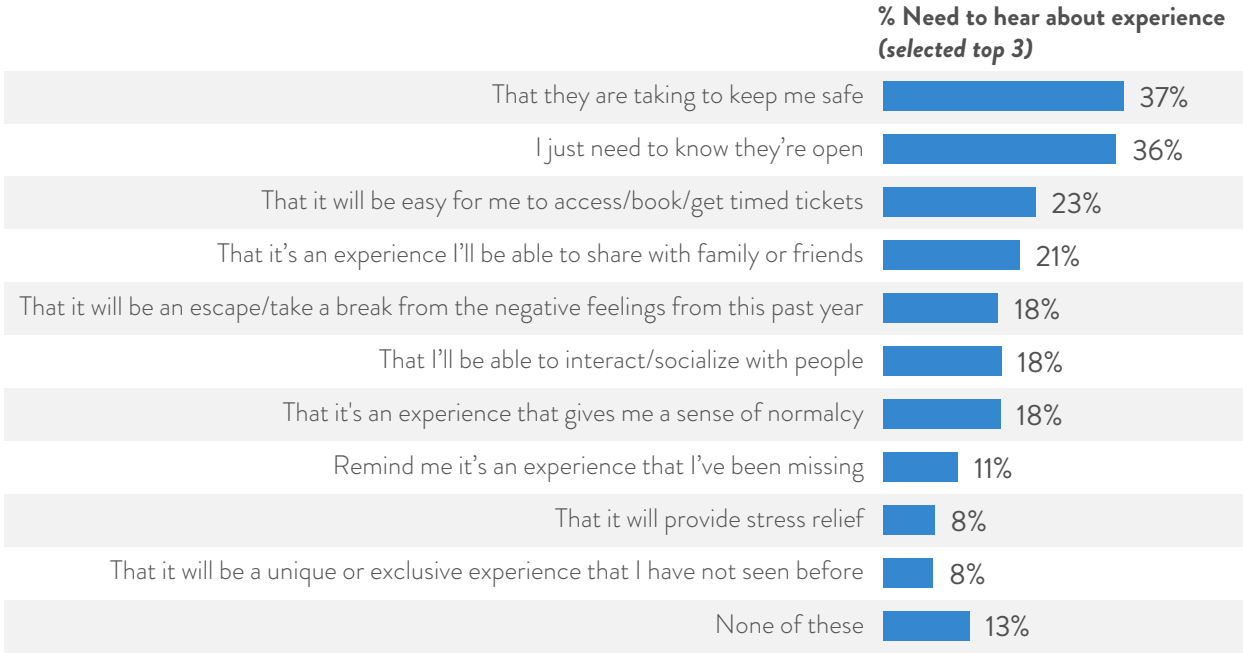 % Need to hear about experience
(selected top 3)
That they are taking to keep me safe 37%
I just need to know they're open 36%
That it will be easy for me to access/book/get timed tickets 23%
That it's an experience I'll be able to share with family or friends 21%
That it will be an escape/take a break from the negative feelings from this past year 18%
That I'll be able to interact/socialize with people 18%
That it's an experience that gives me a sense of normalcy 18%
Remind me it's an experience that I've been missing 11%
That it will provide stress relief 8%
That it will be a unique or exclusive experience that I have not seen before 8%
None of these 13%